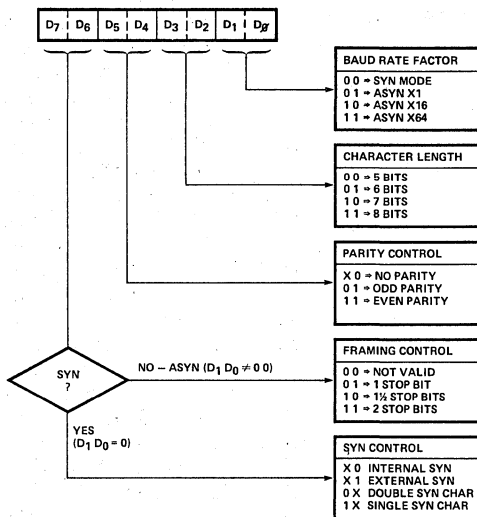 D7 D6 D5 D4 D3 D2 D1 DØ
BAUD RATE FACTOR
0 0 ⇒ SYN MODE
0 1 ⇒ ASYN X1
1 0 ⇒ ASYN X16
1 1 ⇒ ASYN X64
CHARACTER LENGTH
0 0 ⇒ 5 BITS
0 1 ⇒ 6 BITS
1 0 ⇒ 7 BITS
1 1 ⇒ 8 BITS
PARITY CONTROL
X 0 ⇒ NO PARITY
0 1 ⇒ ODD PARITY
1 1 ⇒ EVEN PARITY
SYN
?
NO – ASYN (D1 D0 ≠ 0 0)
FRAMING CONTROL
0 0 ⇒ NOT VALID
0 1 ⇒ 1 STOP BIT
1 0 ⇒ 1½ STOP BITS
1 1 ⇒ 2 STOP BITS
YES
(D1 D0 = 0)
SYN CONTROL
X 0 INTERNAL SYN
X 1 EXTERNAL SYN
0 X DOUBLE SYN CHAR
1 X SINGLE SYN CHAR